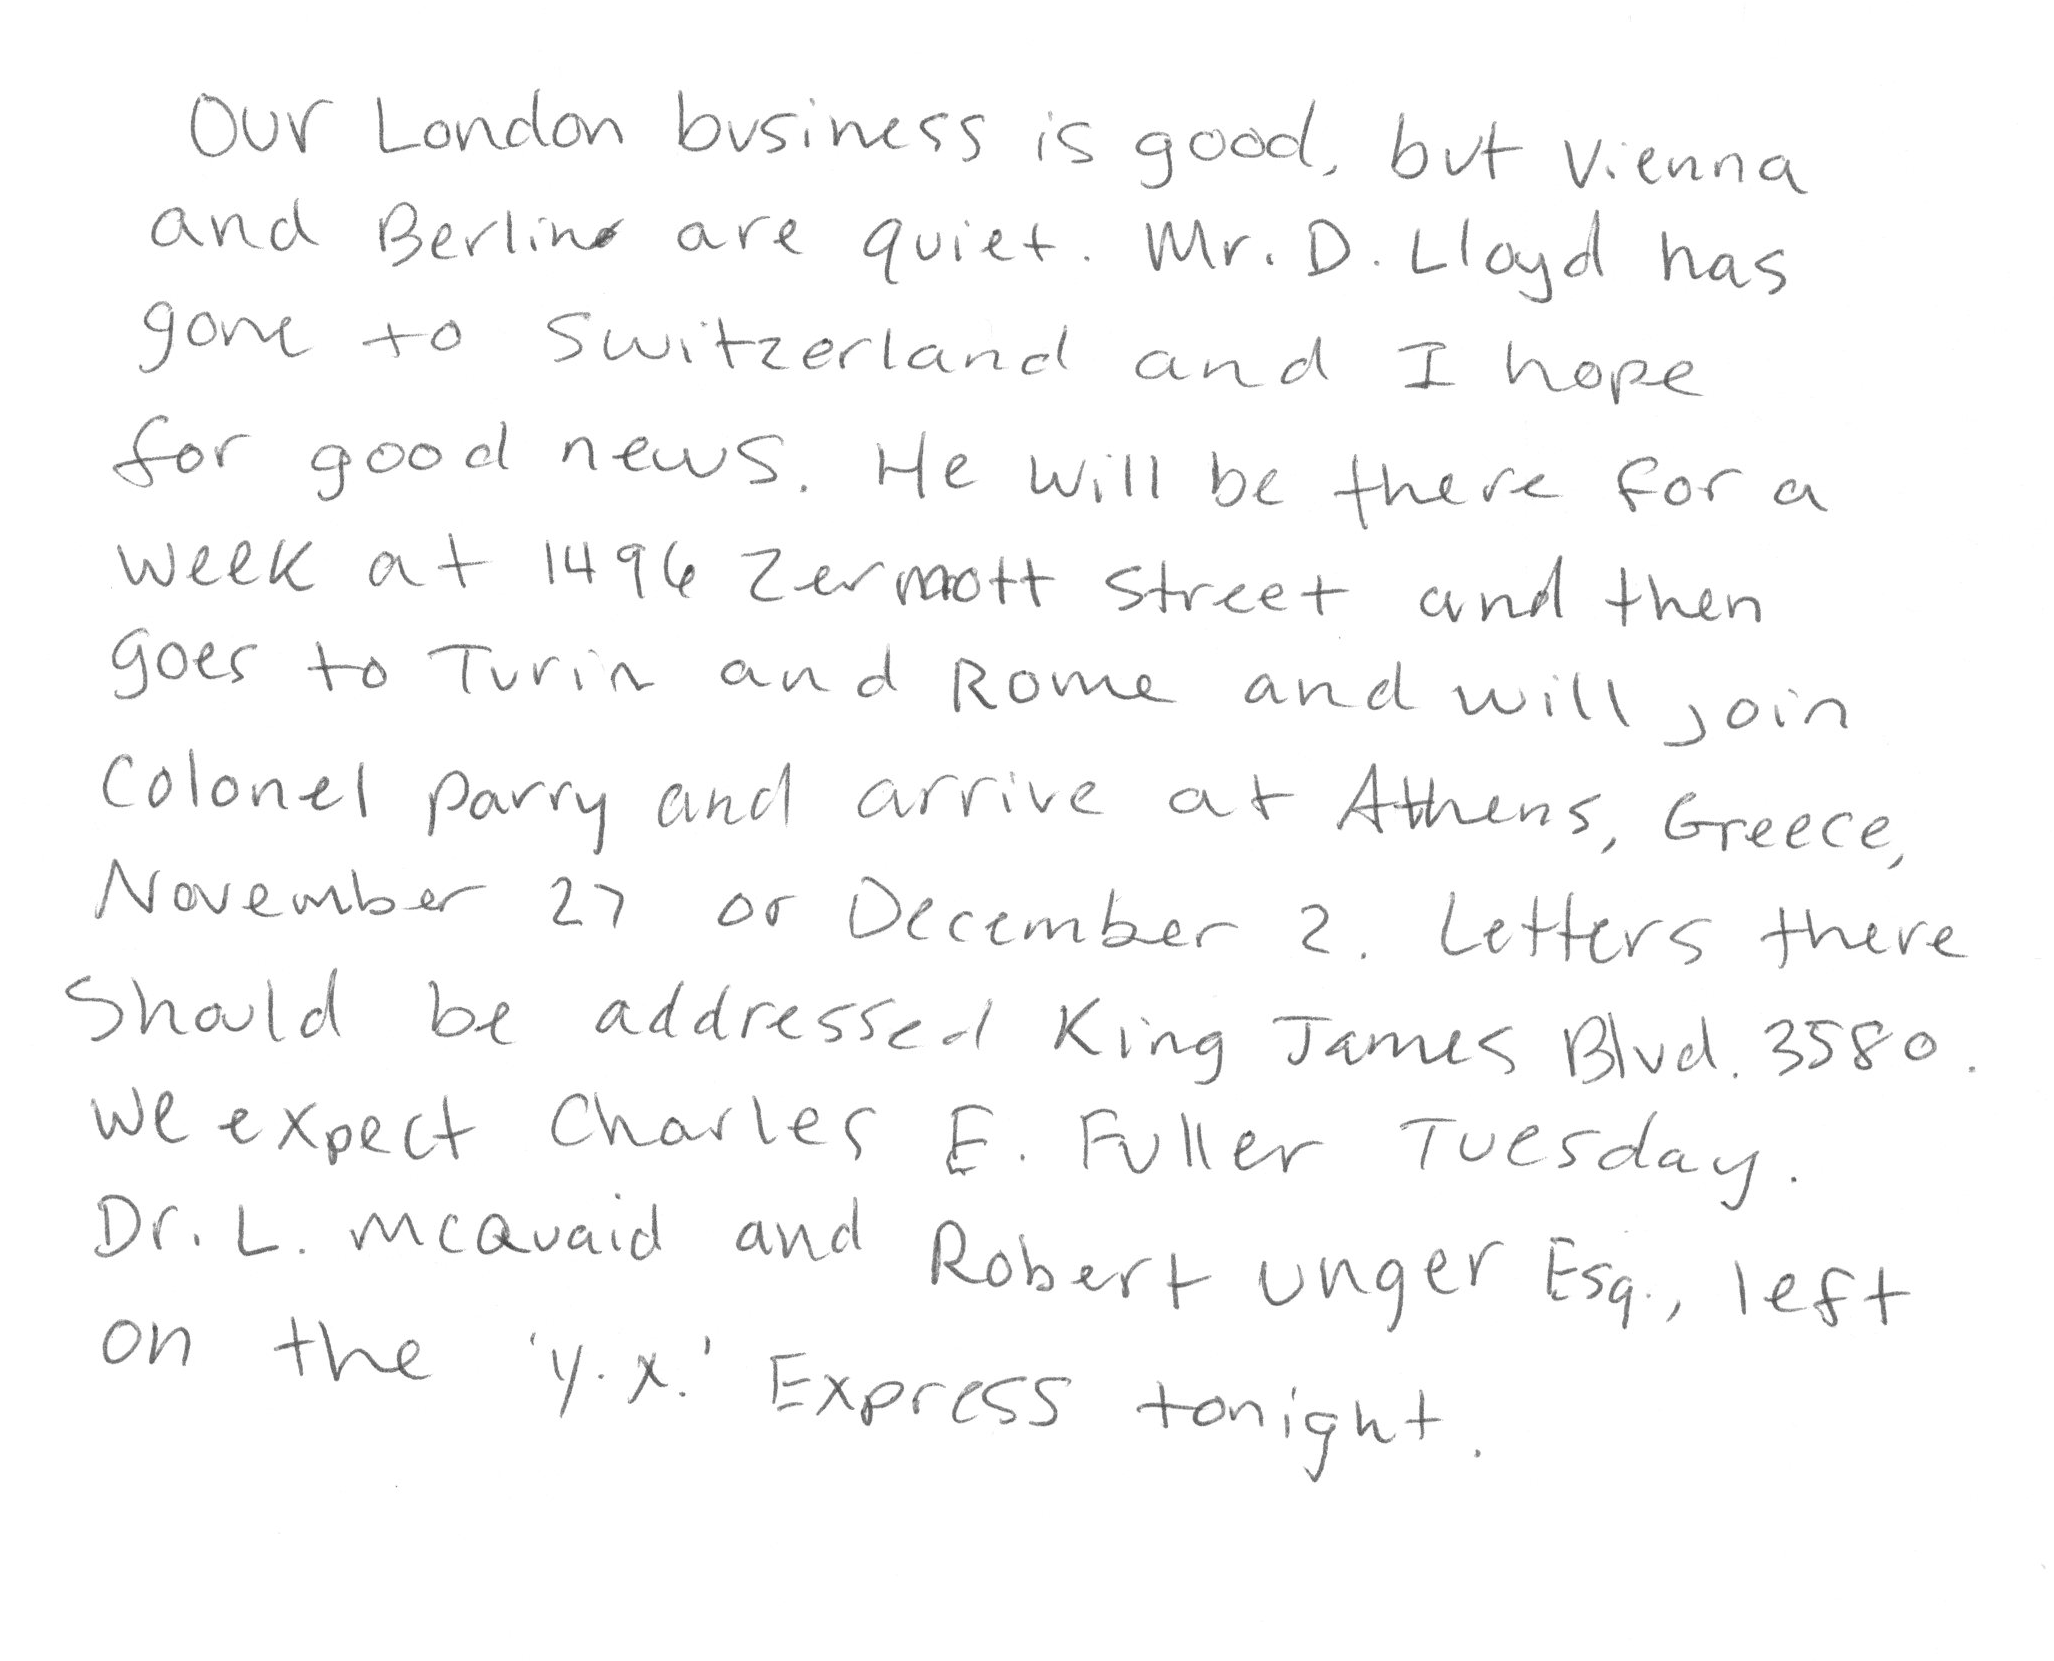 Our London business is good, but Vienna
and Berlin are quiet. Mr. D. Lloyd has
gone to Switzerland and I hope
for good news. He will be there for a
week at 1496 Zermott Street and then
goes to Turin and Rome and will join
Colonel Parry and arrive at Athens, Greece,
November 27 or December 2. Letters there
Should be addressed King James Blvd. 3580.
We expect Charles E. Fuller Tuesday.
Dr. L. McQuaid and Robert Unger Esq., left
on the 'Y.X.' Express tonight.